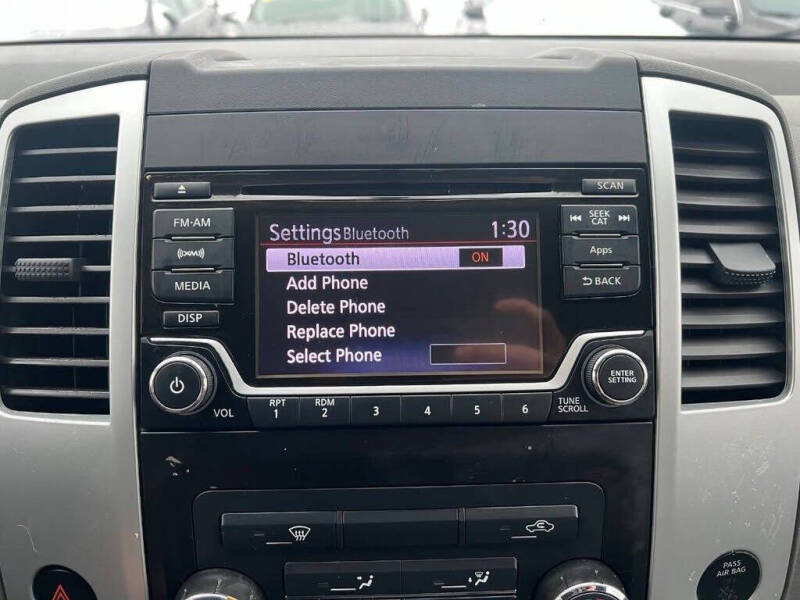 SCAN
FM·AM
SEEK
CAT
((XM))
Apps
MEDIA
BACK
DISP
Settings Bluetooth 1:30
Bluetooth ON
Add Phone
Delete Phone
Replace Phone
Select Phone
VOL
RPT
1
RDM
2
3
4
5
6
TUNE
SCROLL
ENTER
SETTING
PASS
AIR BAG